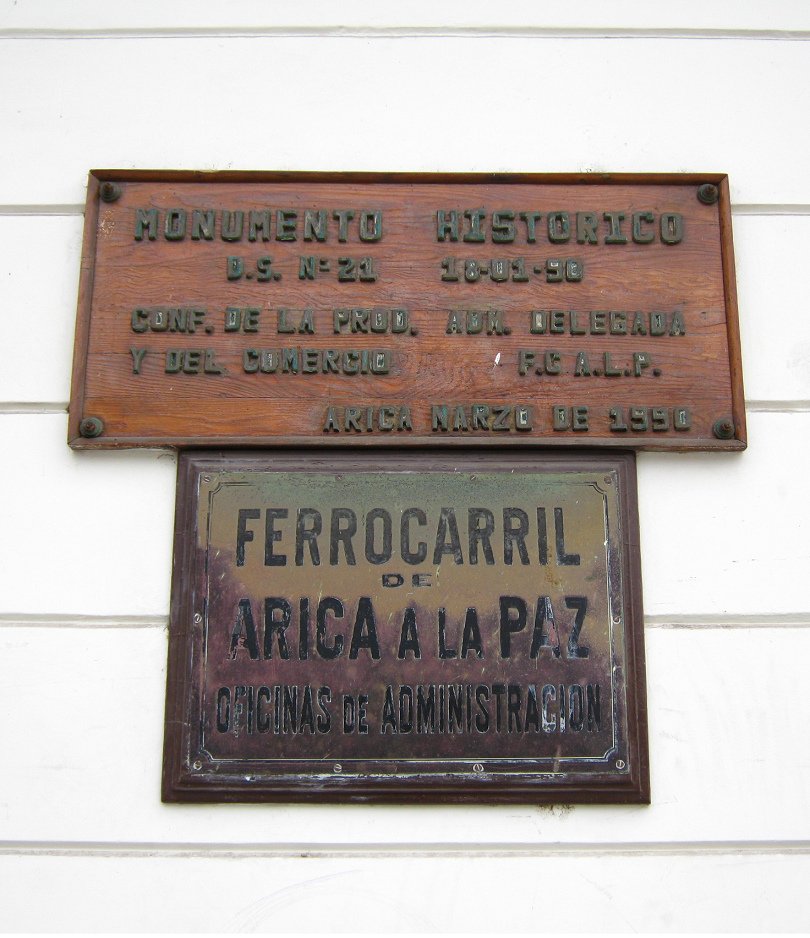 MONUMENTO HISTORICO
D.S. Nº 21 18-01-90
CONF. DE LA PROD. ADM. DELEGADA
Y DEL COMERCIO F.C A.L.P.
ARICA MARZO DE 1990
FERROCARRIL
DE
ARICA A LA PAZ
OFICINAS DE ADMINISTRACION